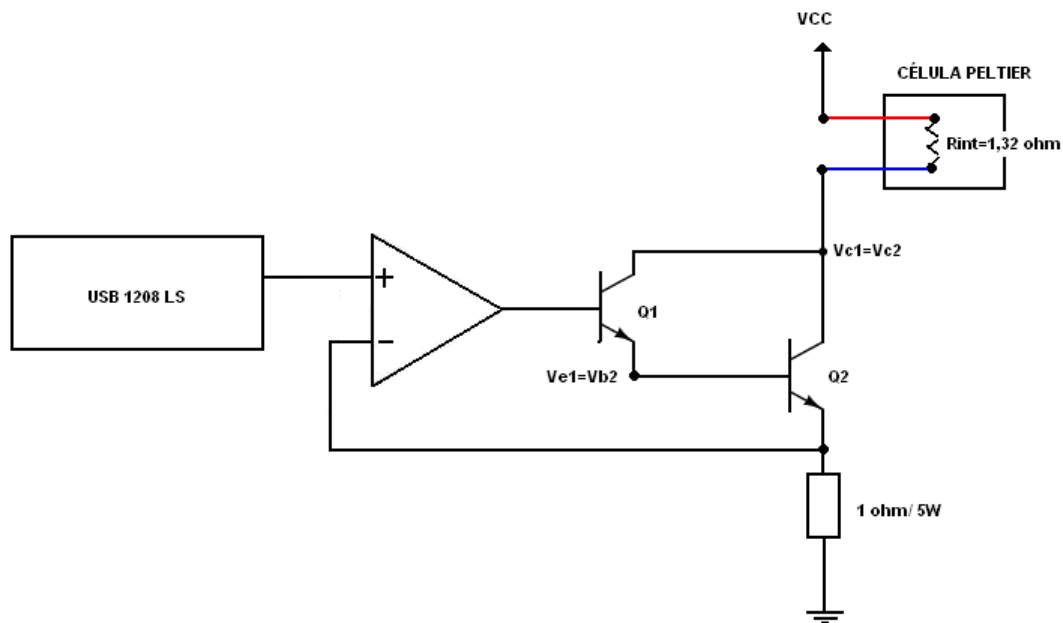 VCC
CÉLULA PELTIER
Rint=1,32 ohm
Vc1=Vc2
USB 1208 LS
+
−
Q1
Ve1=Vb2
Q2
1 ohm/ 5W